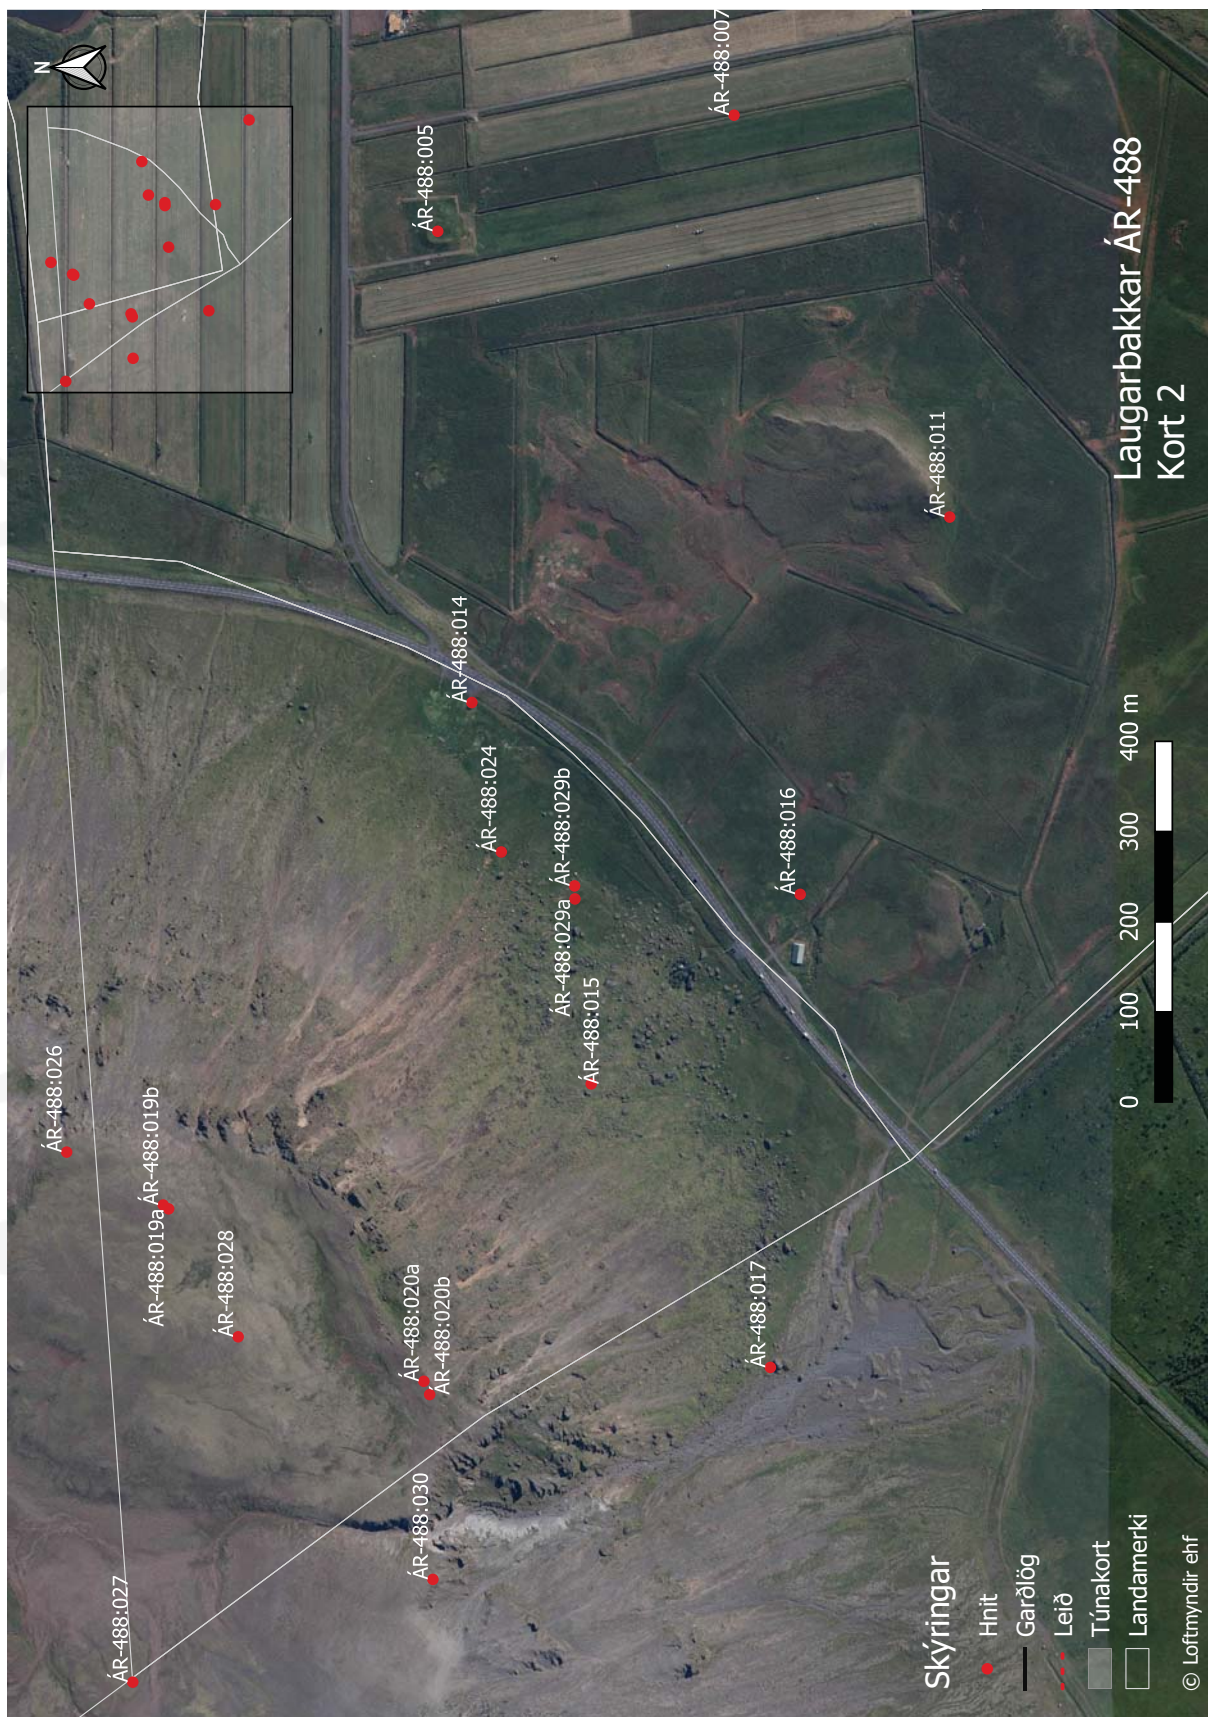 N
ÁR-488:007
ÁR-488:005
ÁR-488:011
ÁR-488:014
ÁR-488:024
ÁR-488:029b
ÁR-488:029a
ÁR-488:016
ÁR-488:015
ÁR-488:026
ÁR-488:019b
ÁR-488:019a
ÁR-488:028
ÁR-488:020a
ÁR-488:020b
ÁR-488:017
ÁR-488:030
ÁR-488:027
Laugarbakkar ÁR-488
Kort 2
0 100 200 300 400 m
Skýringar
Hnit
Garðlög
Leið
Túnakort
Landamerki
© Loftmyndir ehf